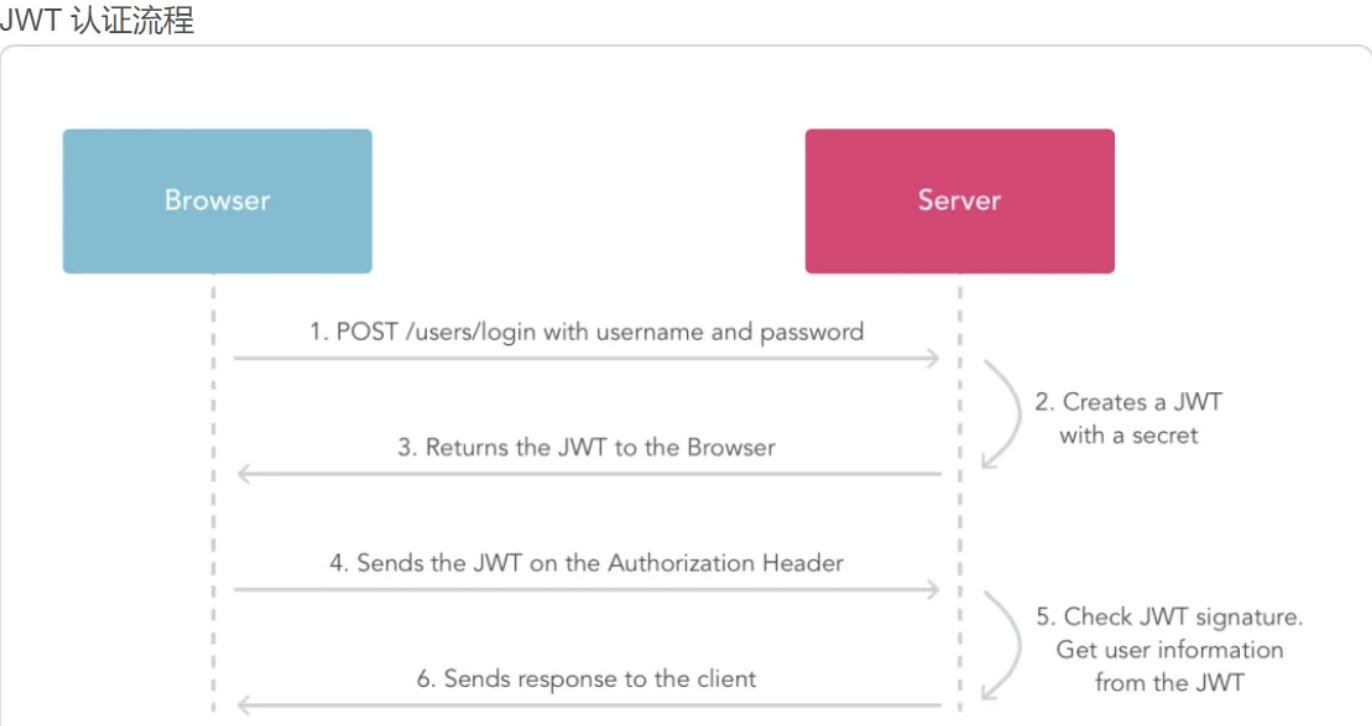 JWT 认证流程
Browser
Server
1. POST /users/login with username and password
2. Creates a JWT
with a secret
3. Returns the JWT to the Browser
4. Sends the JWT on the Authorization Header
5. Check JWT signature.
Get user information
from the JWT
6. Sends response to the client